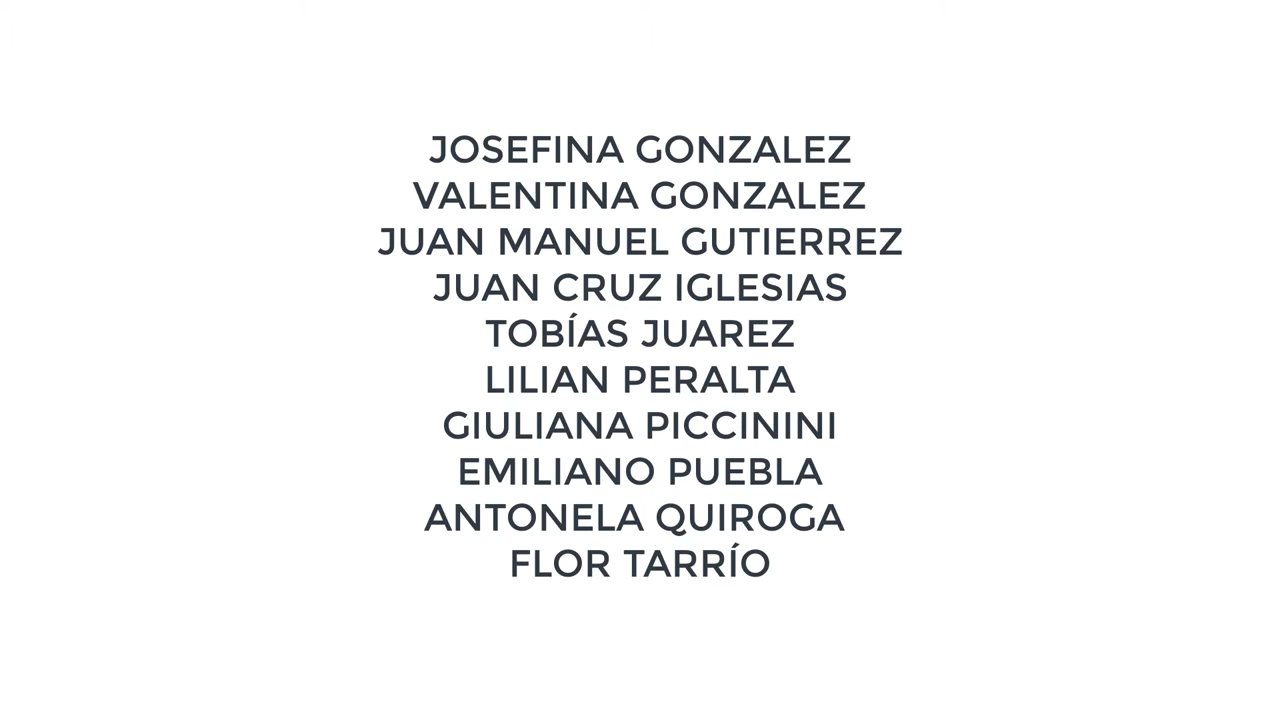 JOSEFINA GONZALEZ
VALENTINA GONZALEZ
JUAN MANUEL GUTIERREZ
JUAN CRUZ IGLESIAS
TOBÍAS JUAREZ
LILIAN PERALTA
GIULIANA PICCININI
EMILIANO PUEBLA
ANTONELA QUIROGA
FLOR TARRÍO